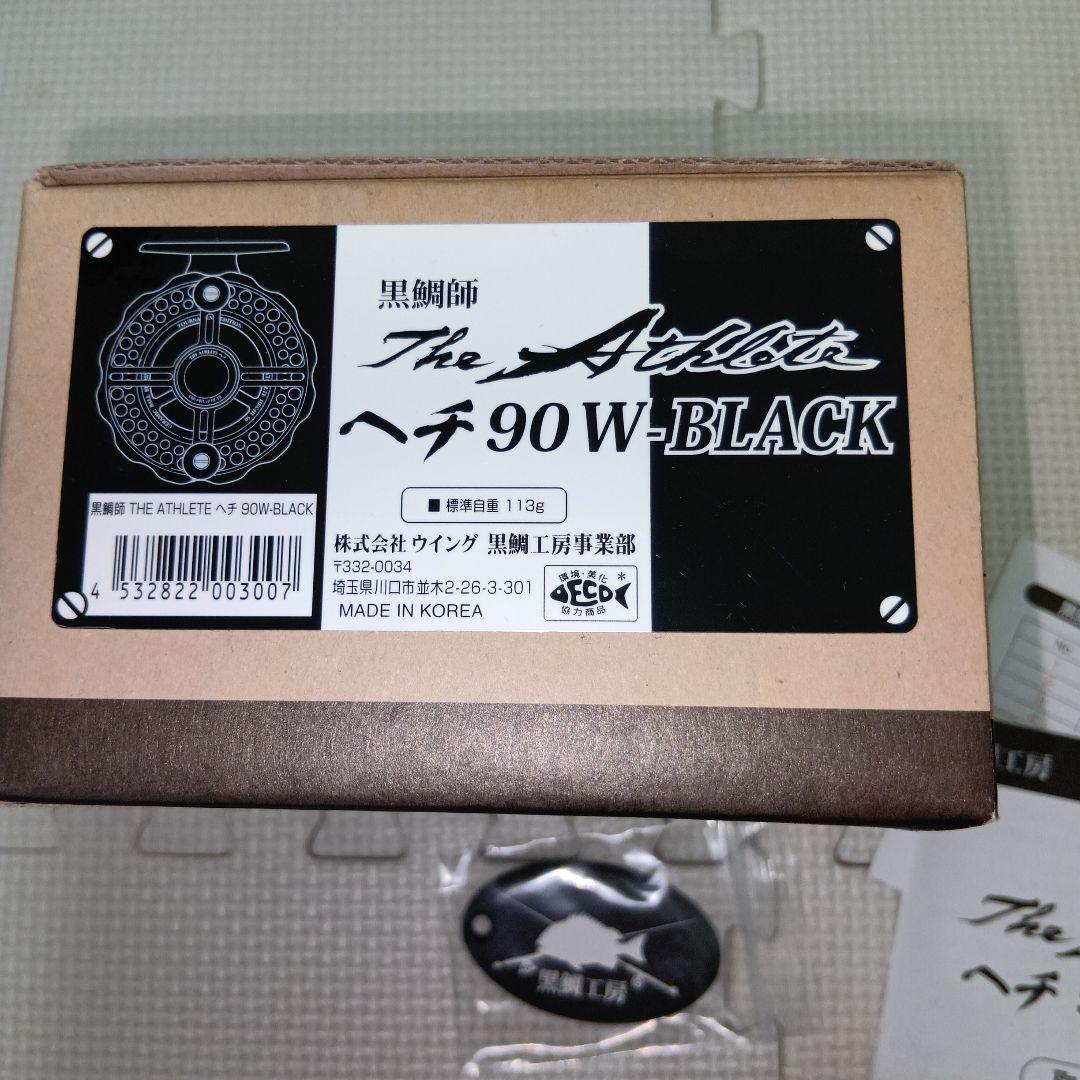 黒鯛師
The Athlete
ヘチ 90 W-BLACK
■ 標準自重 113g
株式会社 ウイング 黒鯛工房事業部
〒332-0034
埼玉県川口市並木2-26-3-301
MADE IN KOREA
環境・美化
ECO
協力商品
黒鯛師 THE ATHLETE ヘチ 90W-BLACK
4 532822 003007
黒鯛工房
工房
The
ヘチ